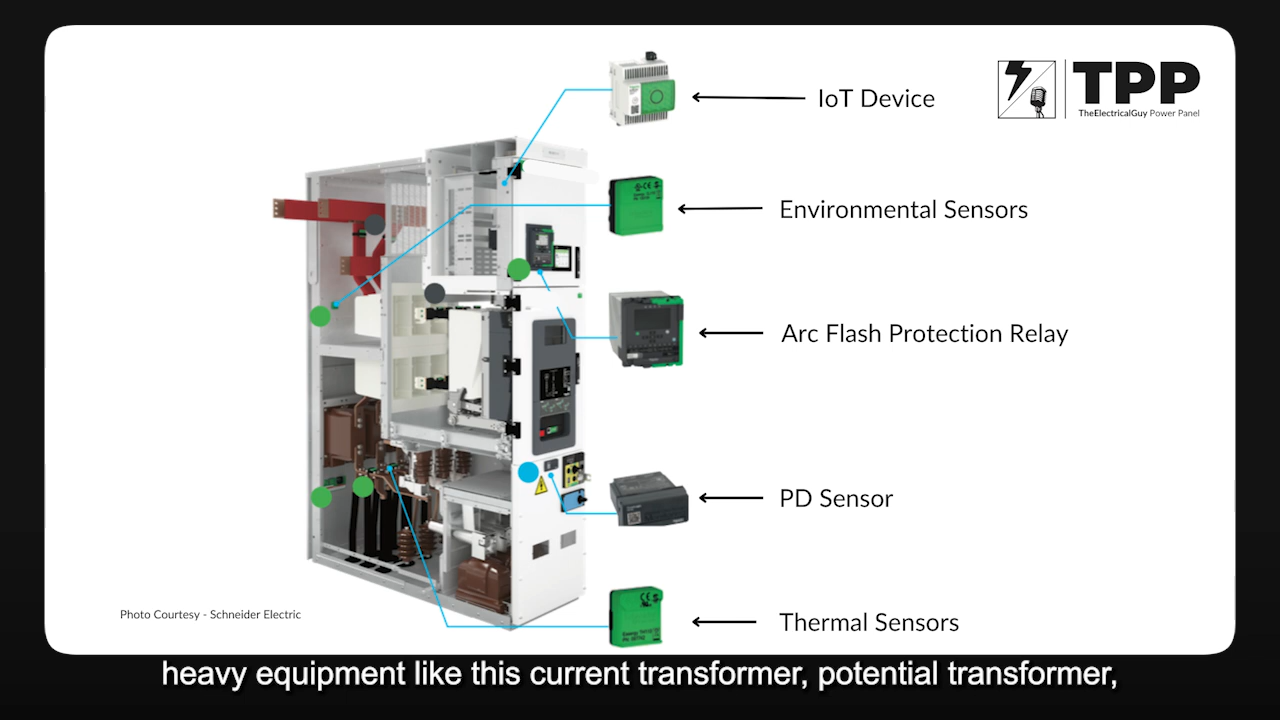 IoT Device
TPP
TheElectricalGuy Power Panel
Environmental Sensors
Arc Flash Protection Relay
PD Sensor
Photo Courtesy - Schneider Electric
Thermal Sensors
heavy equipment like this current transformer, potential transformer,